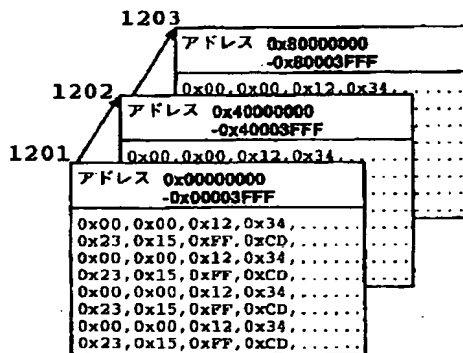 1203
アドレス 0x80000000
-0x80003FFF
0x00,0x00,0x12,0x34...
1202
アドレス 0x40000000
-0x40003FFF
0x00,0x00,0x12,0x34...
1201
アドレス 0x00000000
-0x00003FFF
0x00,0x00,0x12,0x34,.......
0x23,0x15,0xFF,0xCD,.......
0x00,0x00,0x12,0x34.......
0x23,0x15,0xFF,0xCD,.......
0x00,0x00,0x12,0x34.......
0x23,0x15,0xFF,0xCD,.......
0x00,0x00,0x12,0x34.......
0x23,0x15,0xFF,0xCD,.......